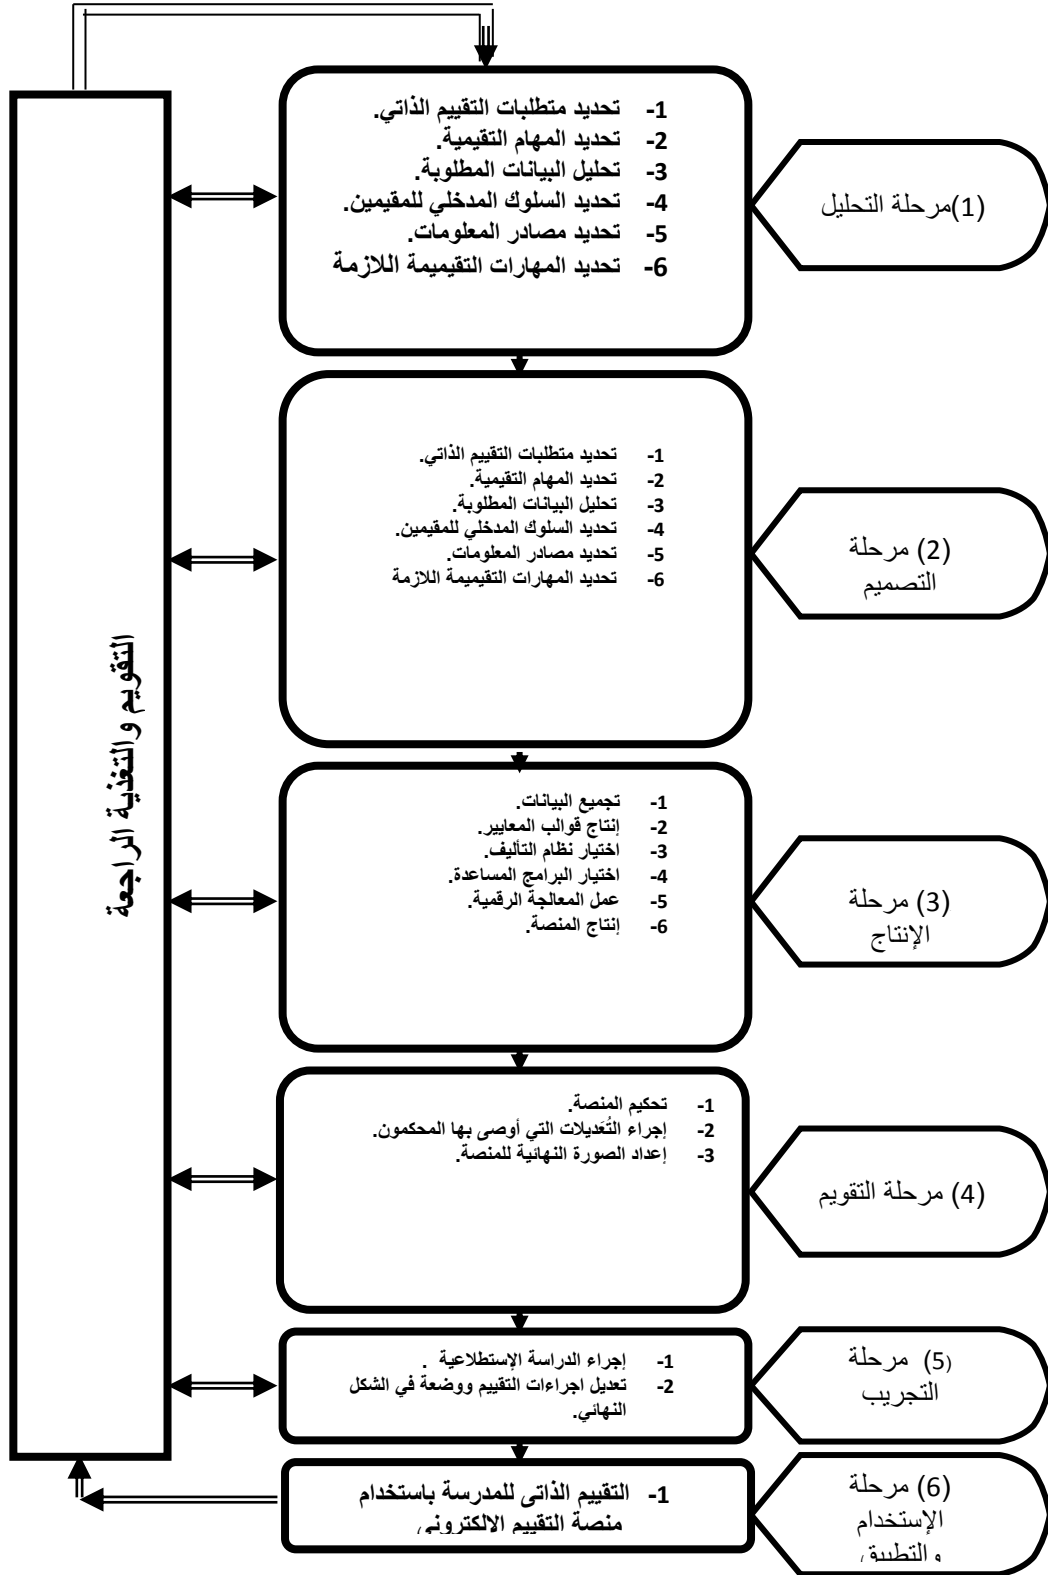 1- تحديد متطلبات التقييم الذاتي.
2- تحديد المهام التقيمية.
3- تحليل البيانات المطلوبة.
4- تحديد السلوك المدخلي للمقيمين.
5- تحديد مصادر المعلومات.
6- تحديد المهارات التقيميمة اللازمة
(1)مرحلة التحليل
1- تحديد متطلبات التقييم الذاتي.
2- تحديد المهام التقيمية.
3- تحليل البيانات المطلوبة.
4- تحديد السلوك المدخلي للمقيمين.
5- تحديد مصادر المعلومات.
6- تحديد المهارات التقيميمة اللازمة
(2) مرحلة
التصميم
التقويم والتغذية الراجعة
1- تجميع البيانات.
2- إنتاج قوالب المعايير.
3- اختيار نظام التأليف.
4- اختيار البرامج المساعدة.
5- عمل المعالجة الرقمية.
6- إنتاج المنصة.
(3) مرحلة
الإنتاج
1- تحكيم المنصة.
2- إجراء التُعَديلات التي أوصى بها المحكمون.
3- إعداد الصورة النهائية للمنصة.
(4) مرحلة التقويم
1- إجراء الدراسة الإستطلاعية .
2- تعديل اجراءات التقييم ووضعة في الشكل
النهائي.
(5) مرحلة
التجريب
1- التقييم الذاتى للمدرسة باستخدام
منصة التقييم الالكترونى
(6) مرحلة
الإستخدام
والتطبيق